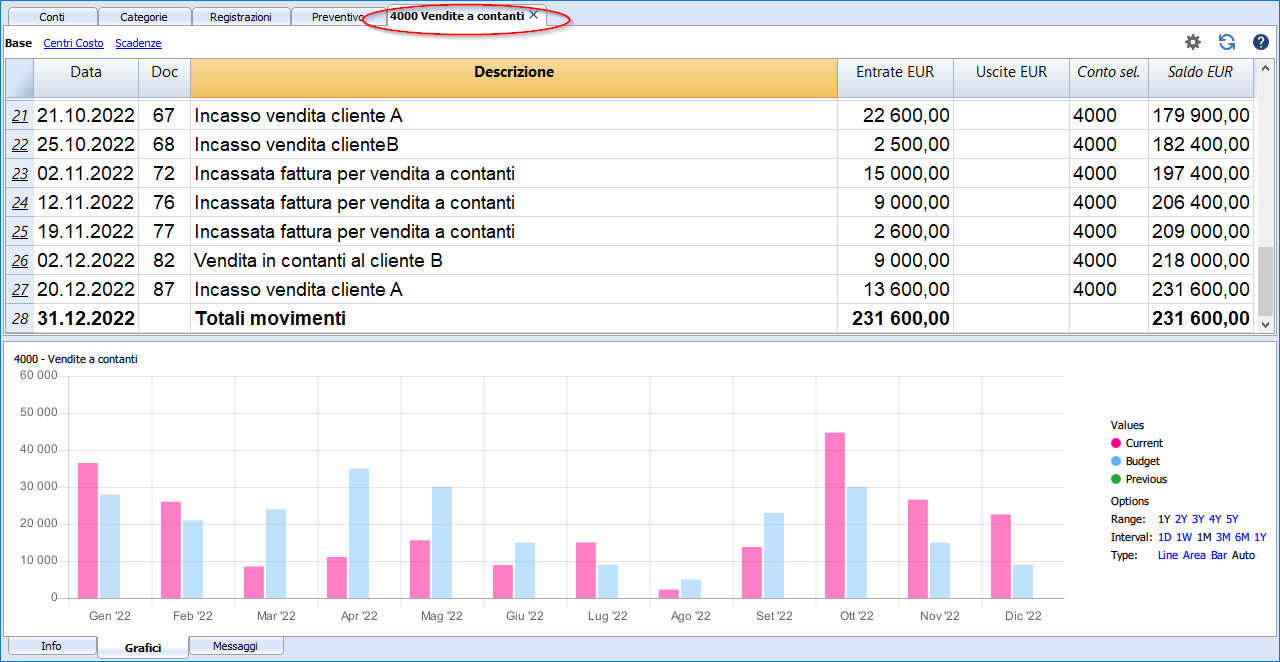 Conti Categorie Registrazioni Preventivo 4000 Vendite a contanti
Base Centri Costo Scadenze
Data Doc Descrizione Entrate EUR Uscite EUR Conto sel. Saldo EUR
21 21.10.2022 67 Incasso vendita cliente A 22 600,00 4000 179 900,00
22 25.10.2022 68 Incasso vendita clienteB 2 500,00 4000 182 400,00
23 02.11.2022 72 Incassata fattura per vendita a contanti 15 000,00 4000 197 400,00
24 12.11.2022 76 Incassata fattura per vendita a contanti 9 000,00 4000 206 400,00
25 19.11.2022 77 Incassata fattura per vendita a contanti 2 600,00 4000 209 000,00
26 02.12.2022 82 Vendita in contanti al cliente B 9 000,00 4000 218 000,00
27 20.12.2022 87 Incasso vendita cliente A 13 600,00 4000 231 600,00
28 31.12.2022 Totali movimenti 231 600,00 231 600,00
4000 - Vendite a contanti
60 000
50 000
40 000
30 000
20 000
10 000
0
Gen '22 Feb '22 Mar '22 Apr '22 Mag '22 Giu '22 Lug '22 Ago '22 Set '22 Ott '22 Nov '22 Dic '22
Values
Current
Budget
Previous
Options
Range: 1Y 2Y 3Y 4Y 5Y
Interval: 1D 1W 1M 3M 6M 1Y
Type: Line Area Bar Auto
Info Grafici Messaggi